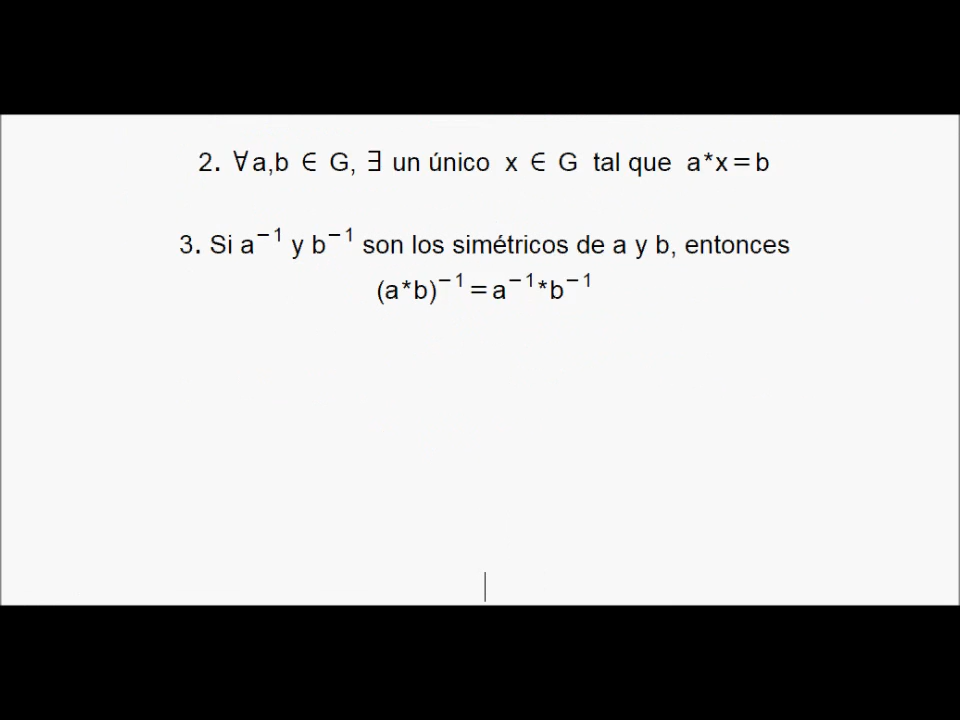 2. ∀a,b ∈ G, ∃ un único x ∈ G tal que a*x=b
3. Si a⁻¹ y b⁻¹ son los simétricos de a y b, entonces
(a*b)⁻¹=a⁻¹*b⁻¹